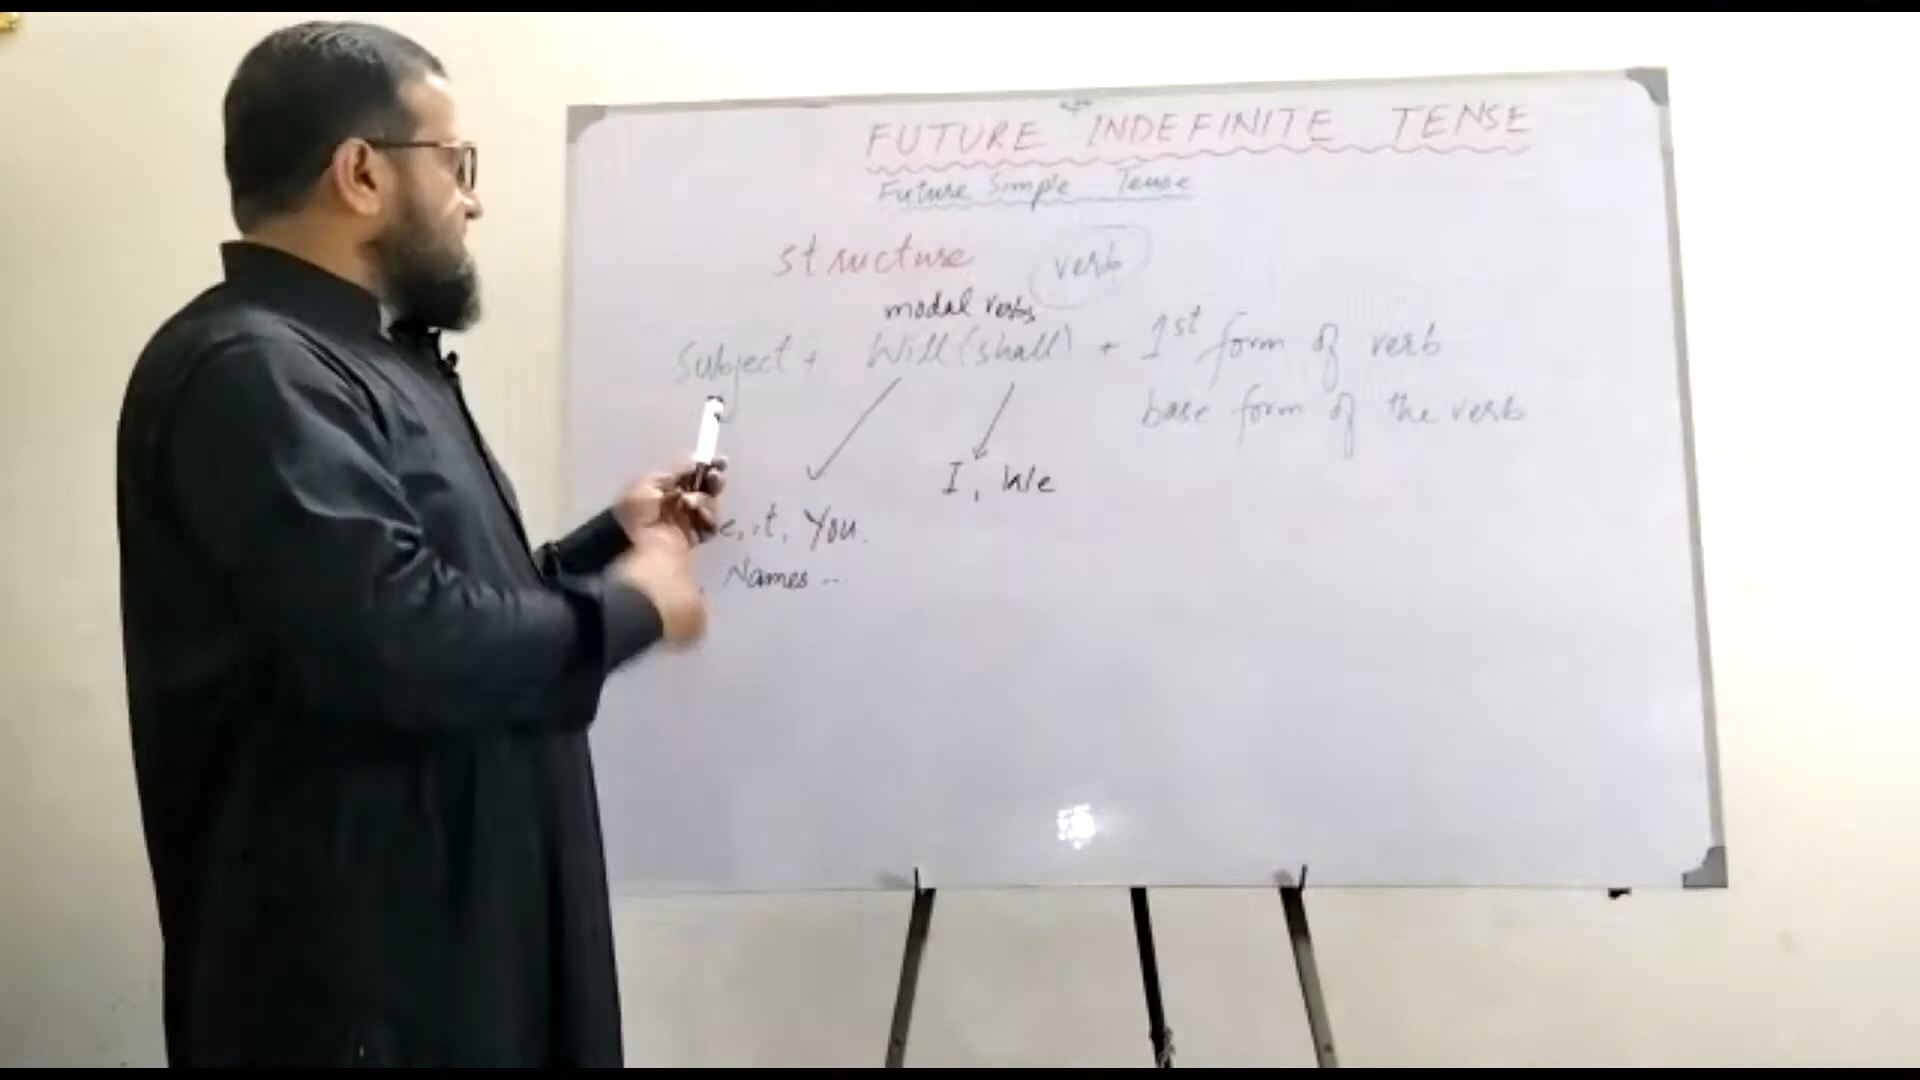 FUTURE INDEFINITE TENSE
Future Simple Tense
structure
verb
modal verbs
Subject + Will (shall) + 1st form of verb
base form of the verb
I, We
it, You.
Names ...